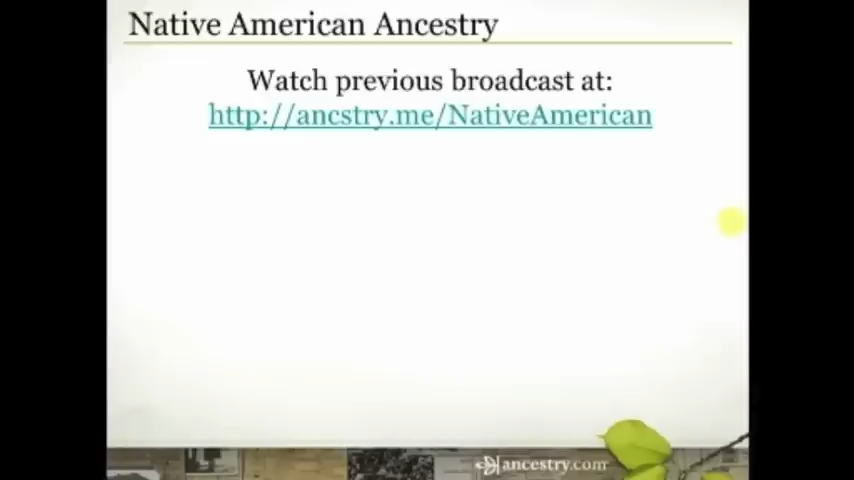 Native American Ancestry
Watch previous broadcast at:
http://ancstry.me/NativeAmerican
ancestry.com